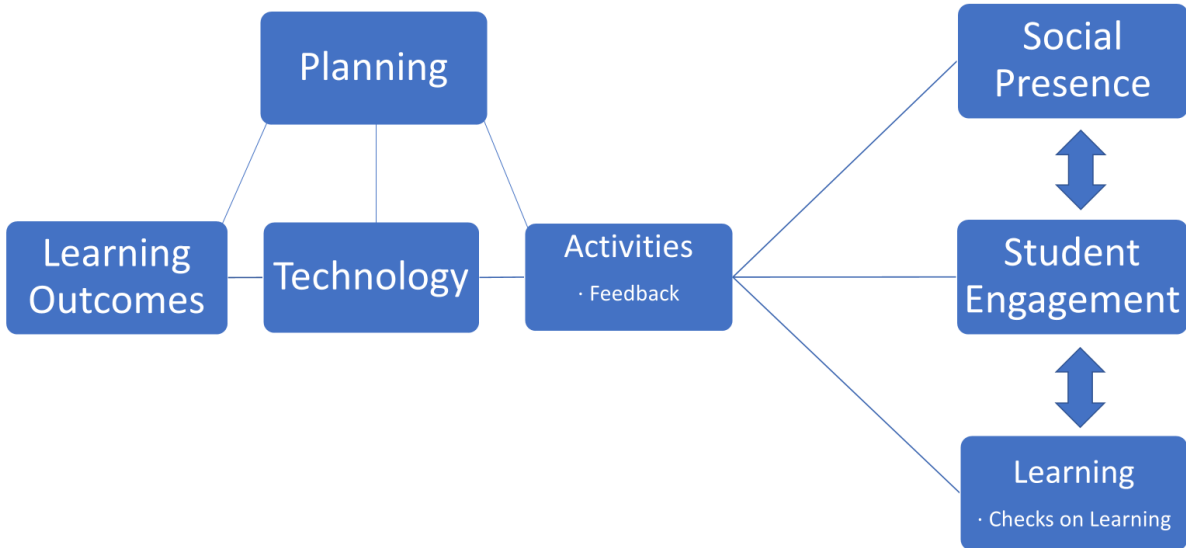 Planning
Learning
Outcomes
Technology
Activities
· Feedback
Social
Presence
Student
Engagement
Learning
· Checks on Learning